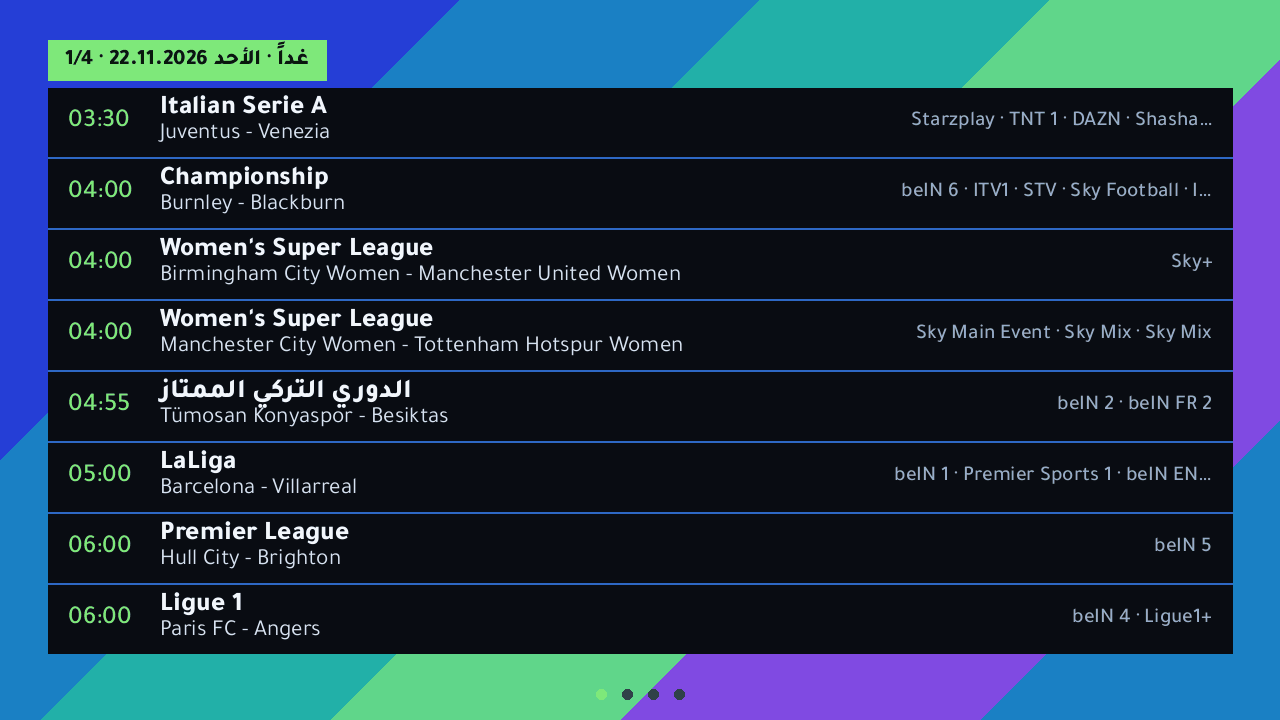 غداً · الأحد 22.11.2026 · 1/4
03:30
Italian Serie A
Juventus - Venezia
Starzplay · TNT 1 · DAZN · Shasha…
04:00
Championship
Burnley - Blackburn
beIN 6 · ITV1 · STV · Sky Football · I…
04:00
Women's Super League
Birmingham City Women - Manchester United Women
Sky+
04:00
Women's Super League
Manchester City Women - Tottenham Hotspur Women
Sky Main Event · Sky Mix · Sky Mix
04:55
الدوري التركي الممتاز
Tümosan Konyaspor - Besiktas
beIN 2 · beIN FR 2
05:00
LaLiga
Barcelona - Villarreal
beIN 1 · Premier Sports 1 · beIN EN…
06:00
Premier League
Hull City - Brighton
beIN 5
06:00
Ligue 1
Paris FC - Angers
beIN 4 · Ligue1+